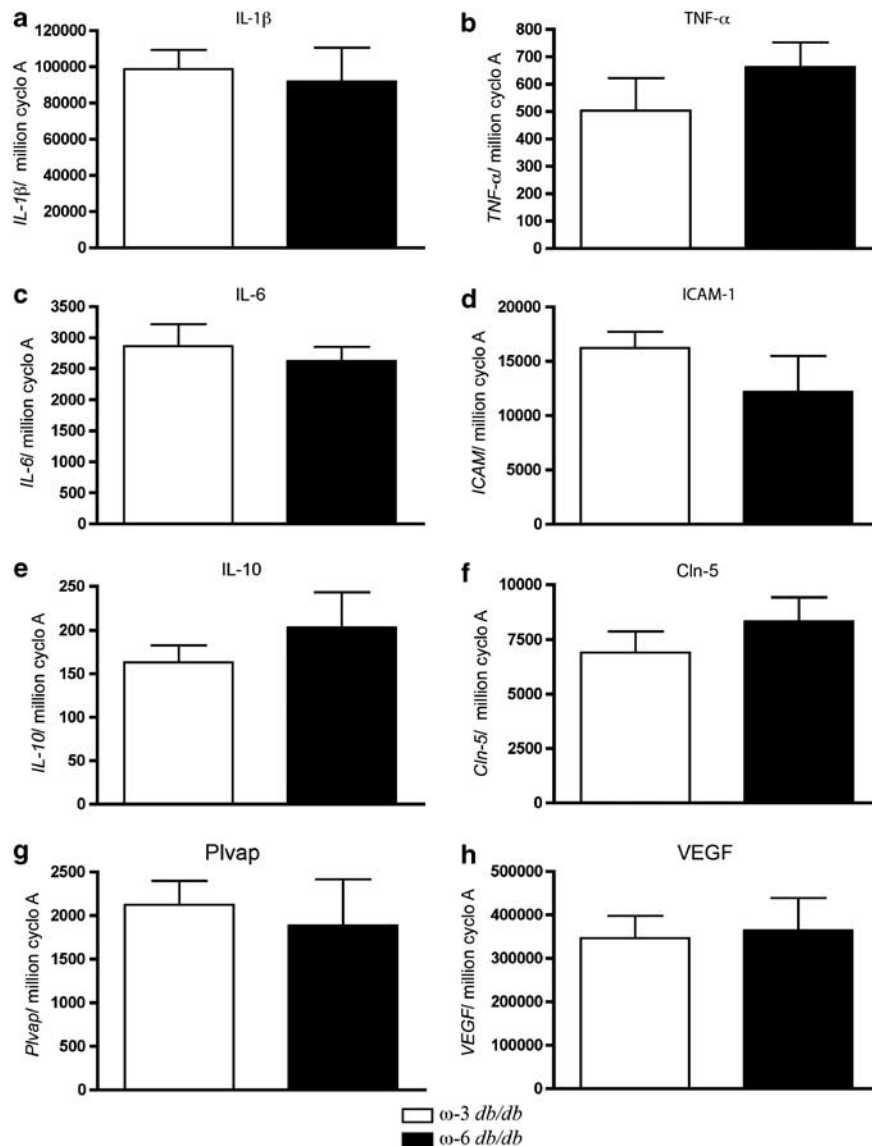 a
IL-1β
IL-1β/ million cyclo A
120000
100000
80000
60000
40000
20000
0
b
TNF-α
TNF-α/ million cyclo A
800
700
600
500
400
300
200
100
0
c
IL-6
IL-6/ million cyclo A
3500
3000
2500
2000
1500
1000
500
0
d
ICAM-1
ICAM/ million cyclo A
20000
15000
10000
5000
0
e
IL-10
IL-10/ million cyclo A
250
200
150
100
50
0
f
Cln-5
Cln-5/ million cyclo A
10000
7500
5000
2500
0
g
Plvap
Plvap/ million cyclo A
2500
2000
1500
1000
500
0
h
VEGF
VEGF/ million cyclo A
500000
400000
300000
200000
100000
0
ω-3 db/db
ω-6 db/db